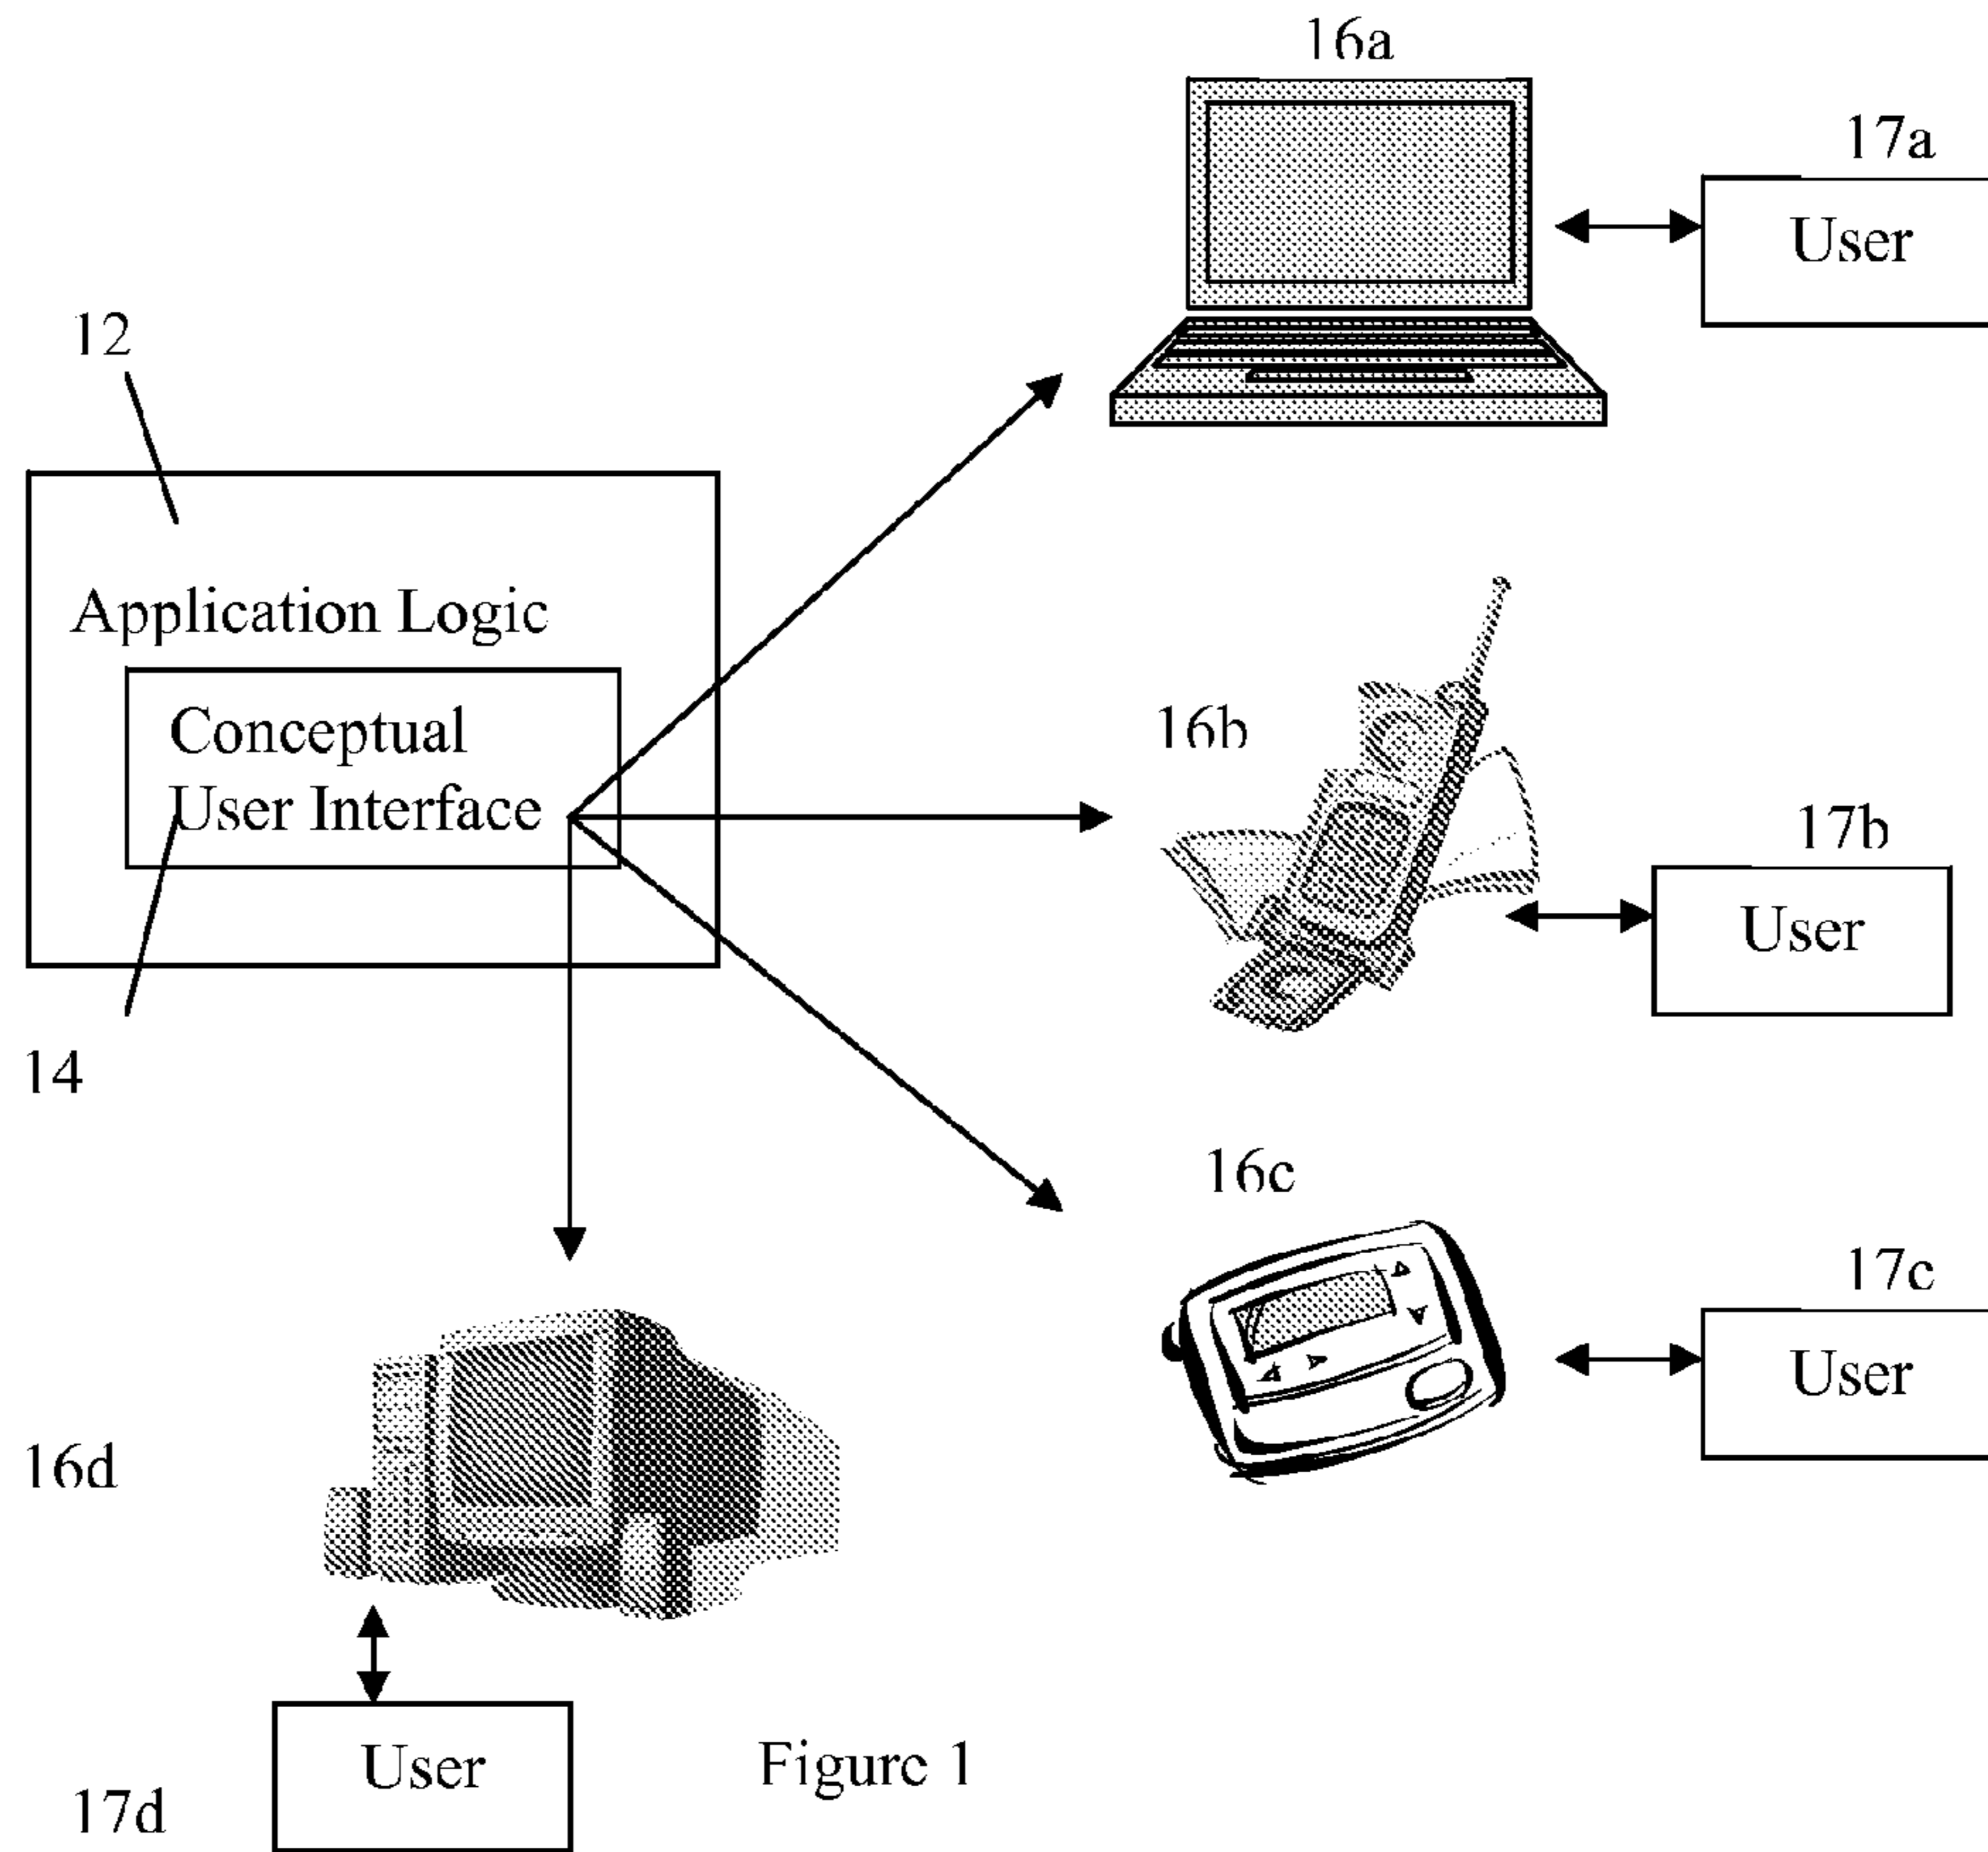 16a
17a
User
12
Application Logic
Conceptual
User Interface
16b
17b
User
14
16c
17c
User
16d
User
17d
Figure 1